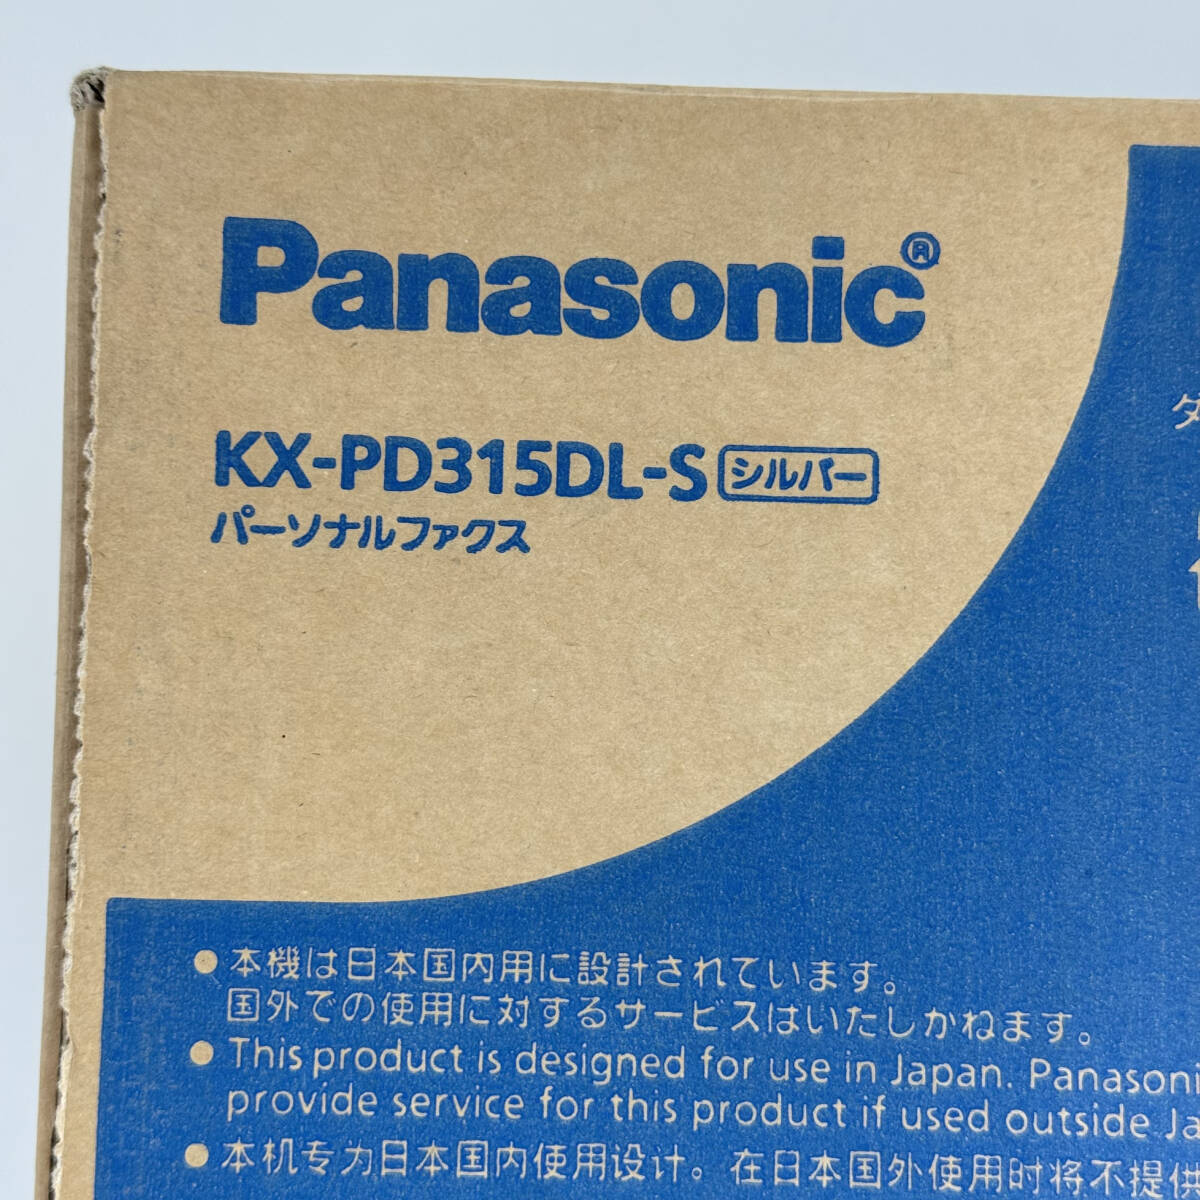 Panasonic®
KX-PD315DL-S シルバー
パーソナルファクス
● 本機は日本国内用に設計されています。
国外での使用に対するサービスはいたしかねます。
● This product is designed for use in Japan. Panasoni
provide service for this product if used outside Ja
● 本机专为日本国内使用设计。在日本国外使用时将不提供